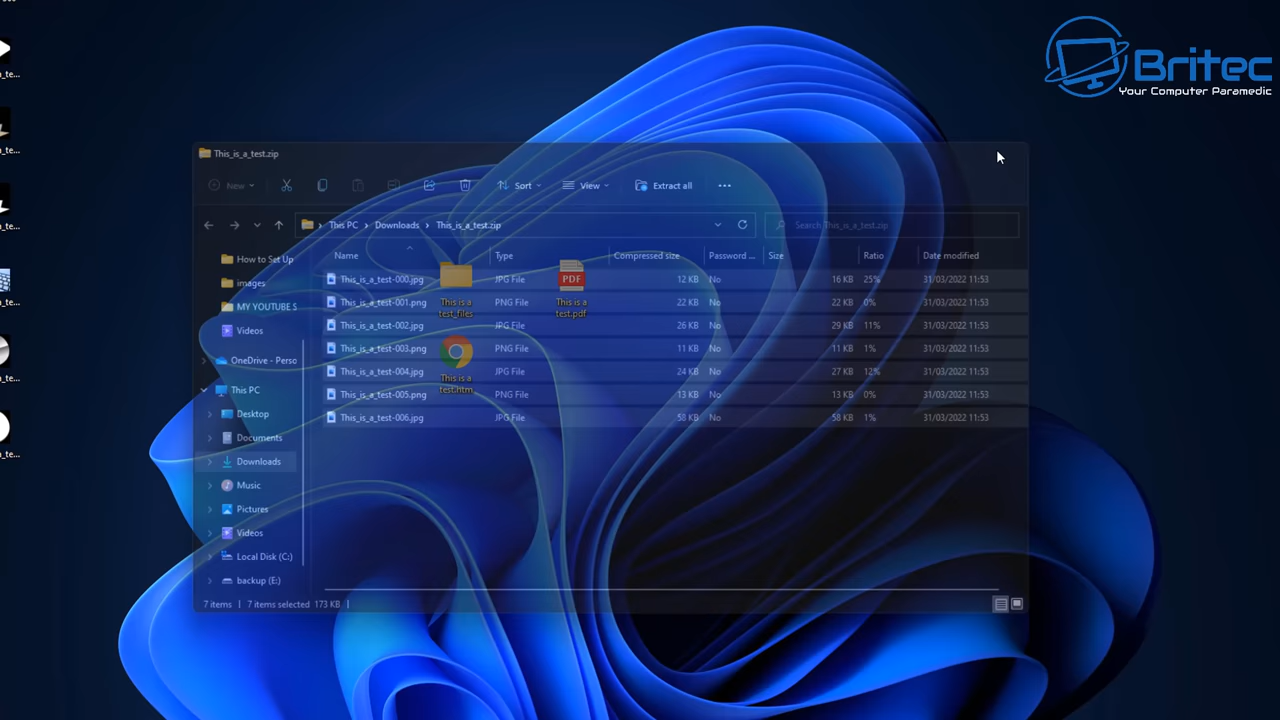 Britec
Your Computer Paramedic
This_is_a_test.zip
New
Sort
View
Extract all
This PC
Downloads
This_is_a_test.zip
Search This_is_a_test.zip
Name
Type
Compressed size
Password ...
Size
Ratio
Date modified
This_is_a_test-000.jpg JPG File 12 KB No 16 KB 25% 31/03/2022 11:53
This_is_a_test-001.png PNG File 22 KB No 22 KB 0% 31/03/2022 11:53
This_is_a_test-002.jpg JPG File 26 KB No 29 KB 11% 31/03/2022 11:53
This_is_a_test-003.png PNG File 11 KB No 11 KB 1% 31/03/2022 11:53
This_is_a_test-004.jpg JPG File 24 KB No 27 KB 12% 31/03/2022 11:53
This_is_a_test-005.png PNG File 13 KB No 13 KB 0% 31/03/2022 11:53
This_is_a_test-006.jpg JPG File 58 KB No 58 KB 1% 31/03/2022 11:53
How to Set Up
images
MY YOUTUBE S
Videos
OneDrive - Perso
This PC
Desktop
Documents
Downloads
Music
Pictures
Videos
Local Disk (C:)
backup (E:)
7 items
7 items selected 173 KB
This is a
test_files
PDF
This is a
test.pdf
This is a
test.htm